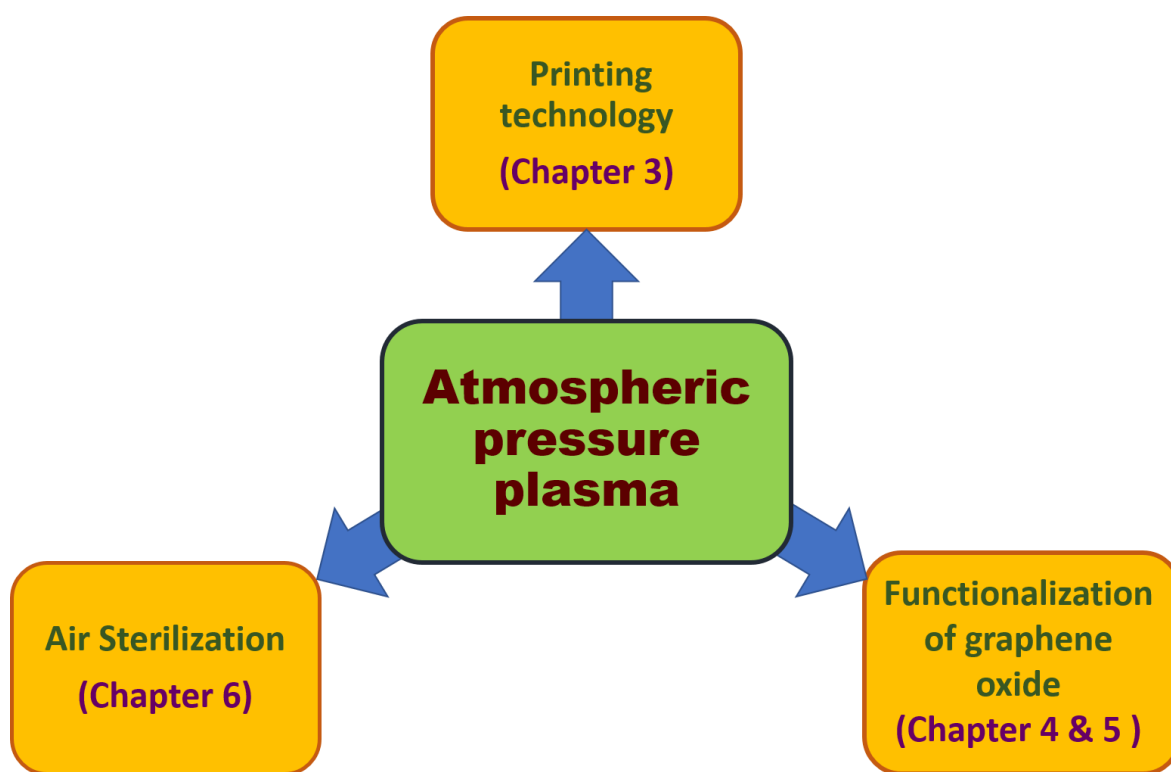 Printing
technology
(Chapter 3)
Atmospheric
pressure
plasma
Air Sterilization
(Chapter 6)
Functionalization
of graphene
oxide
(Chapter 4 & 5 )